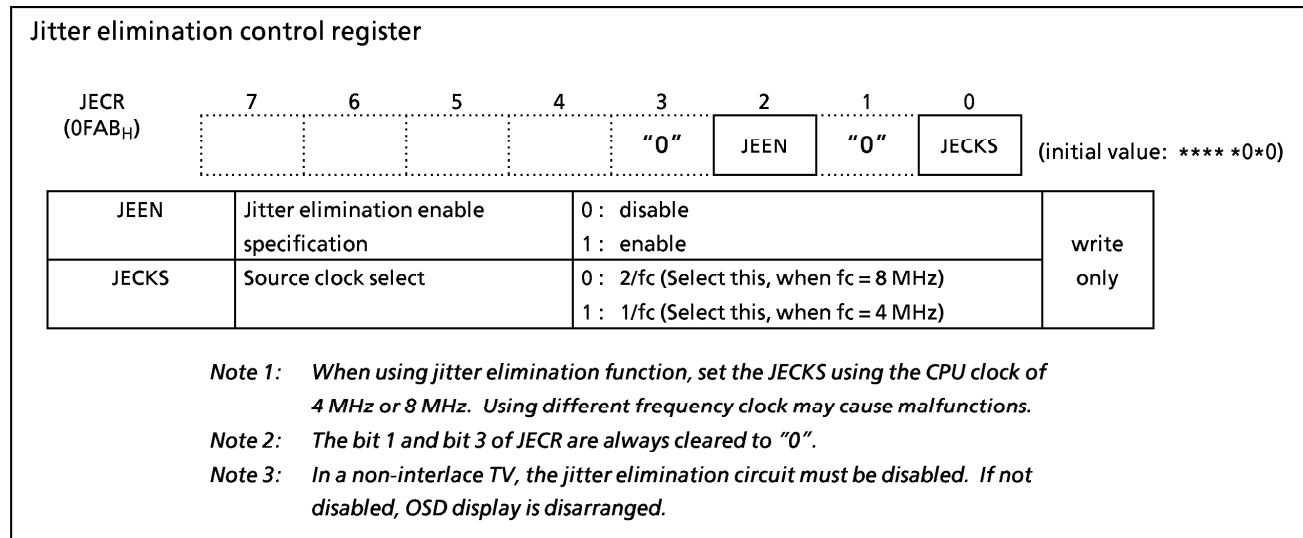 Jitter elimination control register
JECR 7 6 5 4 3 2 1 0
(0FABH) "0" JEEN "0" JECKS (initial value: **** *0*0)
JEEN Jitter elimination enable 0 : disable
specification 1 : enable write
JECKS Source clock select 0 : 2/fc (Select this, when fc = 8 MHz) only
1 : 1/fc (Select this, when fc = 4 MHz)
Note 1: When using jitter elimination function, set the JECKS using the CPU clock of
4 MHz or 8 MHz. Using different frequency clock may cause malfunctions.
Note 2: The bit 1 and bit 3 of JECR are always cleared to "0".
Note 3: In a non-interlace TV, the jitter elimination circuit must be disabled. If not
disabled, OSD display is disarranged.